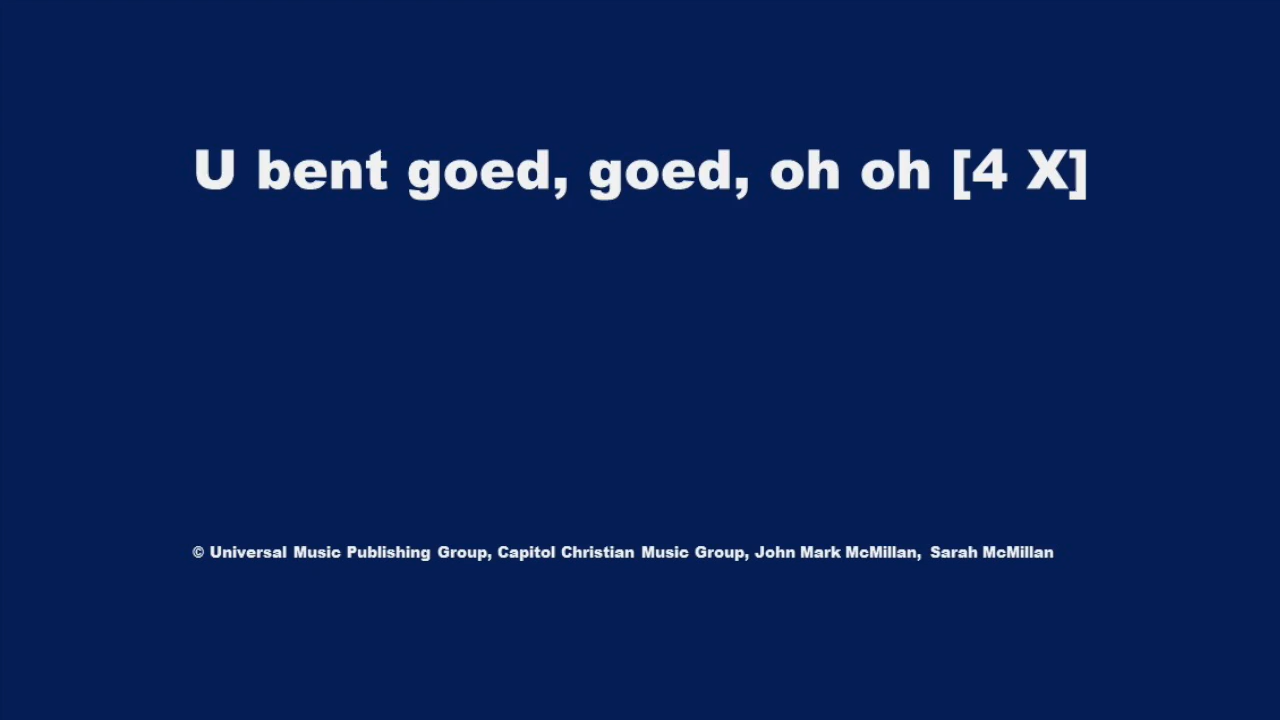 U bent goed, goed, oh oh [4 X]
© Universal Music Publishing Group, Capitol Christian Music Group, John Mark McMillan, Sarah McMillan